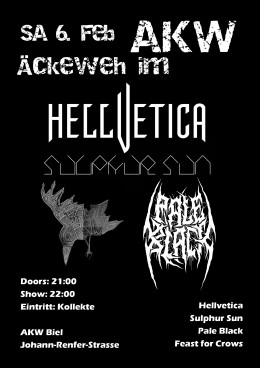 SA 6. Feb AKW
Äckeweh im
HELLVETICA
SULPHUR SUN
PALE
BLACK
Doors: 21:00
Show: 22:00
Eintritt: Kollekte
AKW Biel
Johann-Renfer-Strasse
Hellvetica
Sulphur Sun
Pale Black
Feast for Crows